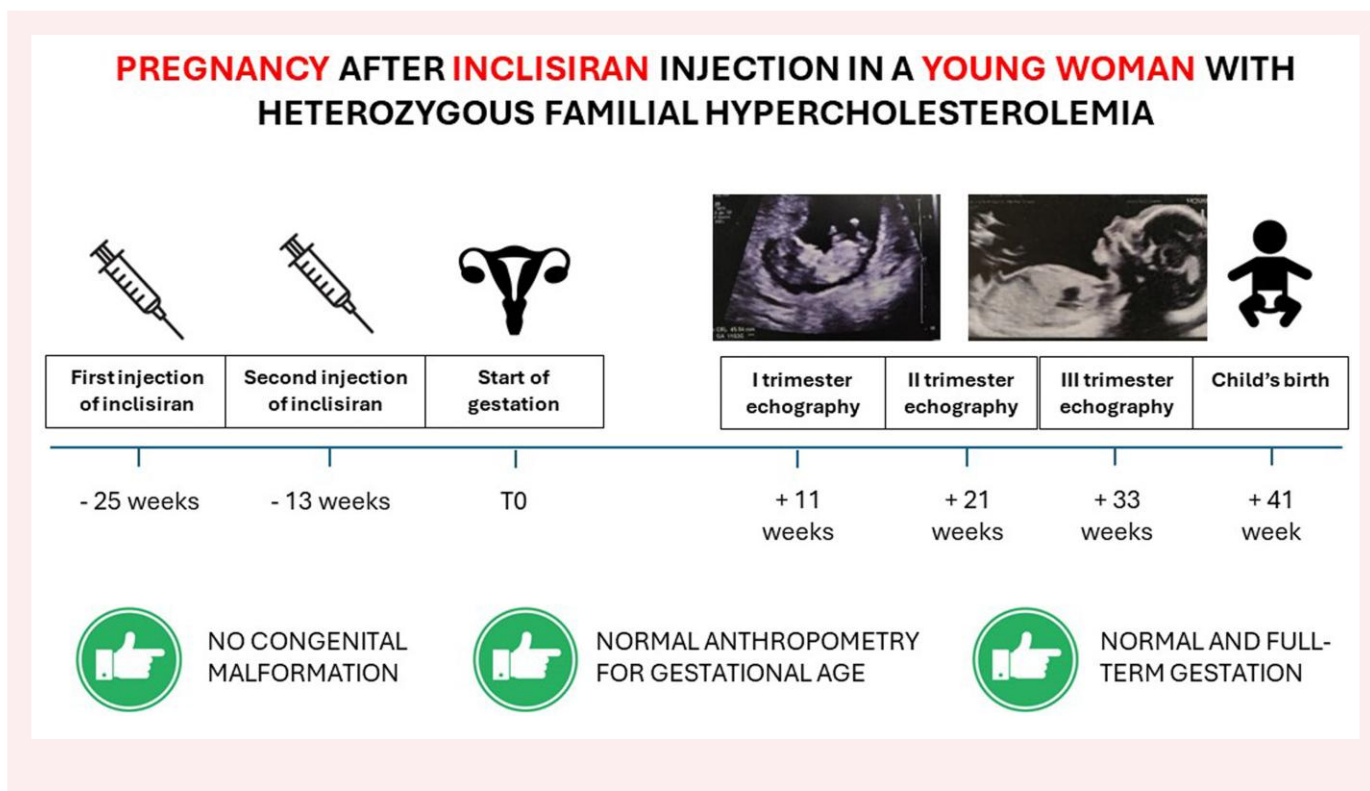 PREGNANCY AFTER INCLISIRAN INJECTION IN A YOUNG WOMAN WITH
HETEROZYGOUS FAMILIAL HYPERCHOLESTEROLEMIA
First injection
of inclisiran
Second injection
of inclisiran
Start of
gestation
I trimester
echography
II trimester
echography
III trimester
echography
Child's birth
- 25 weeks
- 13 weeks
T0
+ 11
weeks
+ 21
weeks
+ 33
weeks
+ 41
week
NO CONGENITAL
MALFORMATION
NORMAL ANTHROPOMETRY
FOR GESTATIONAL AGE
NORMAL AND FULL-
TERM GESTATION